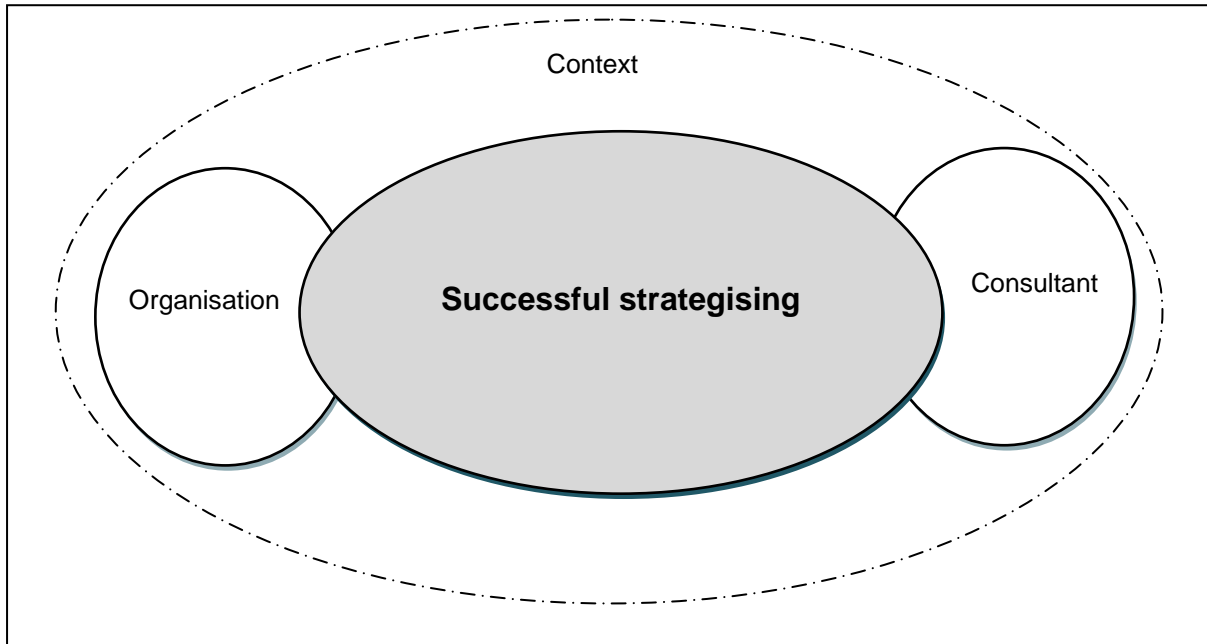 Context
Organisation
Successful strategising
Consultant